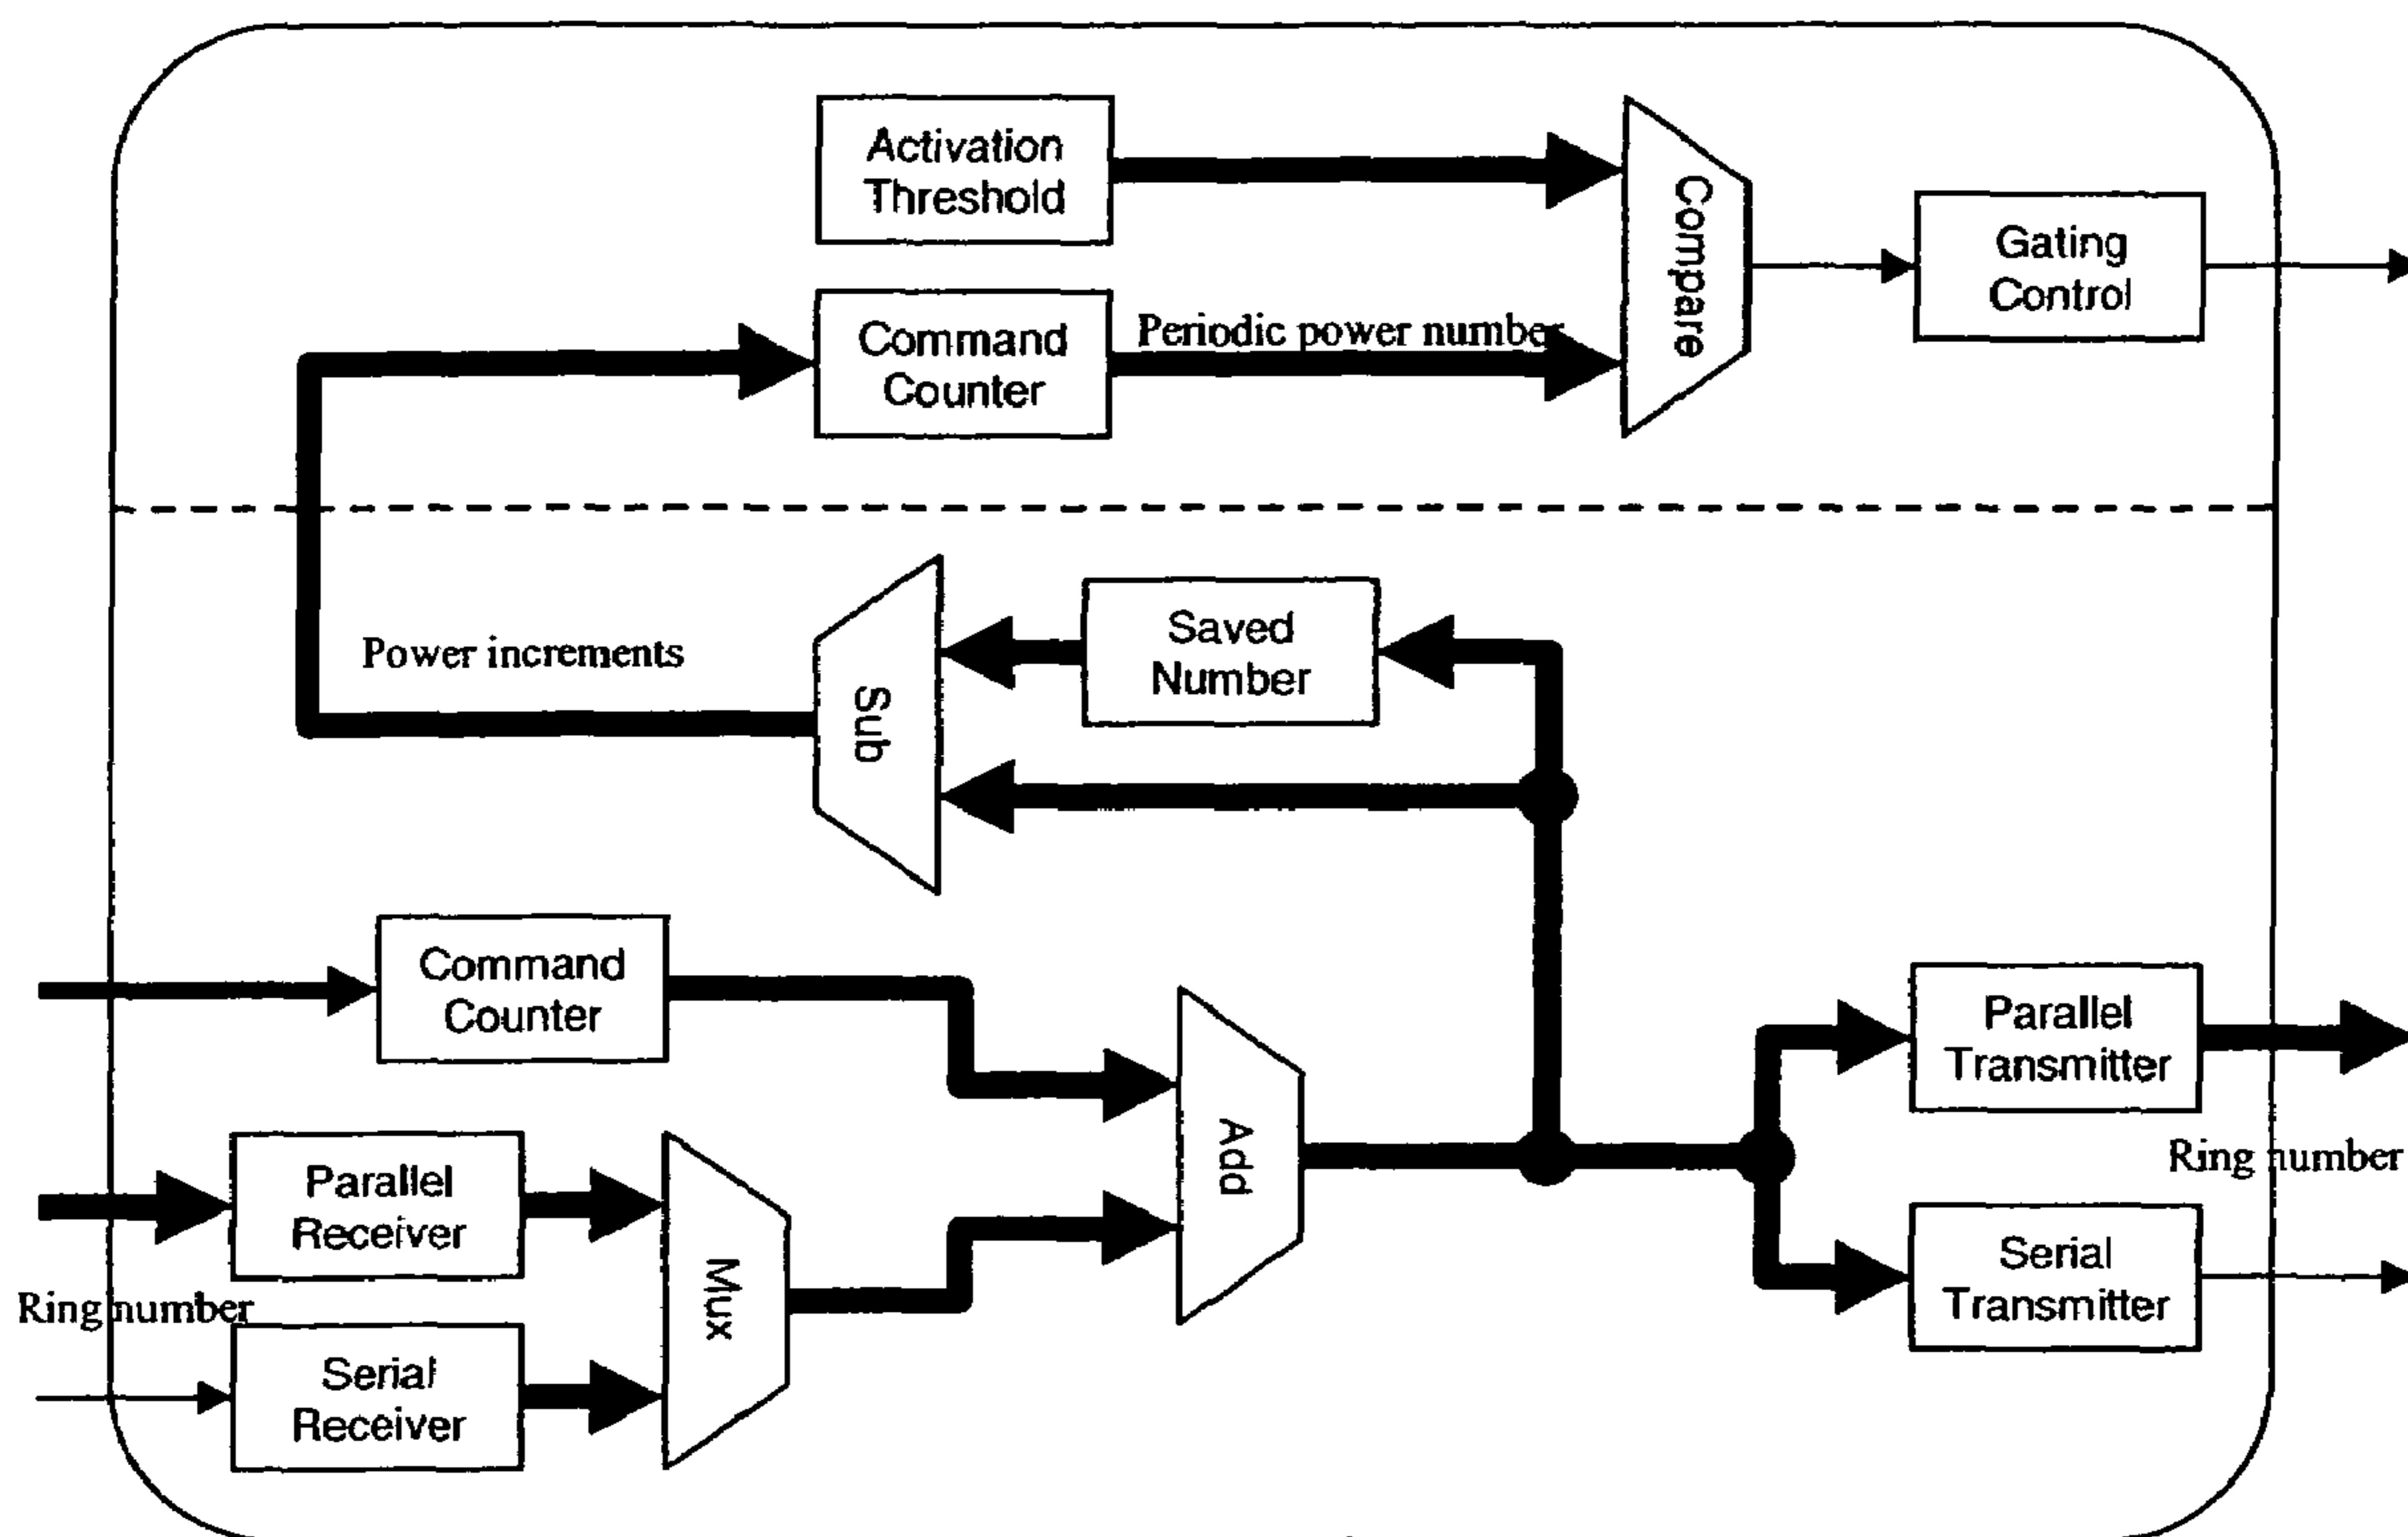 Activation
Threshold
Compare
Gating
Control
Command
Counter
Periodic power number
Power increments
Sub
Saved
Number
Command
Counter
Add
Parallel
Transmitter
Ring number
Serial
Transmitter
Parallel
Receiver
Mux
Ring number
Serial
Receiver